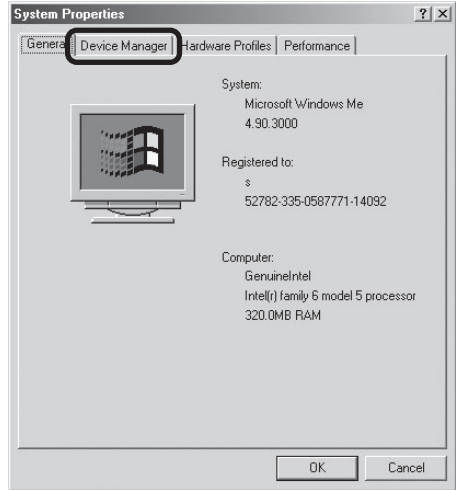 System Properties
General Device Manager Hardware Profiles Performance
System:
Microsoft Windows Me
4.90.3000
Registered to:
s
52782-335-0587771-14092
Computer:
GenuineIntel
Intel(r) family 6 model 5 processor
320.0MB RAM
OK Cancel